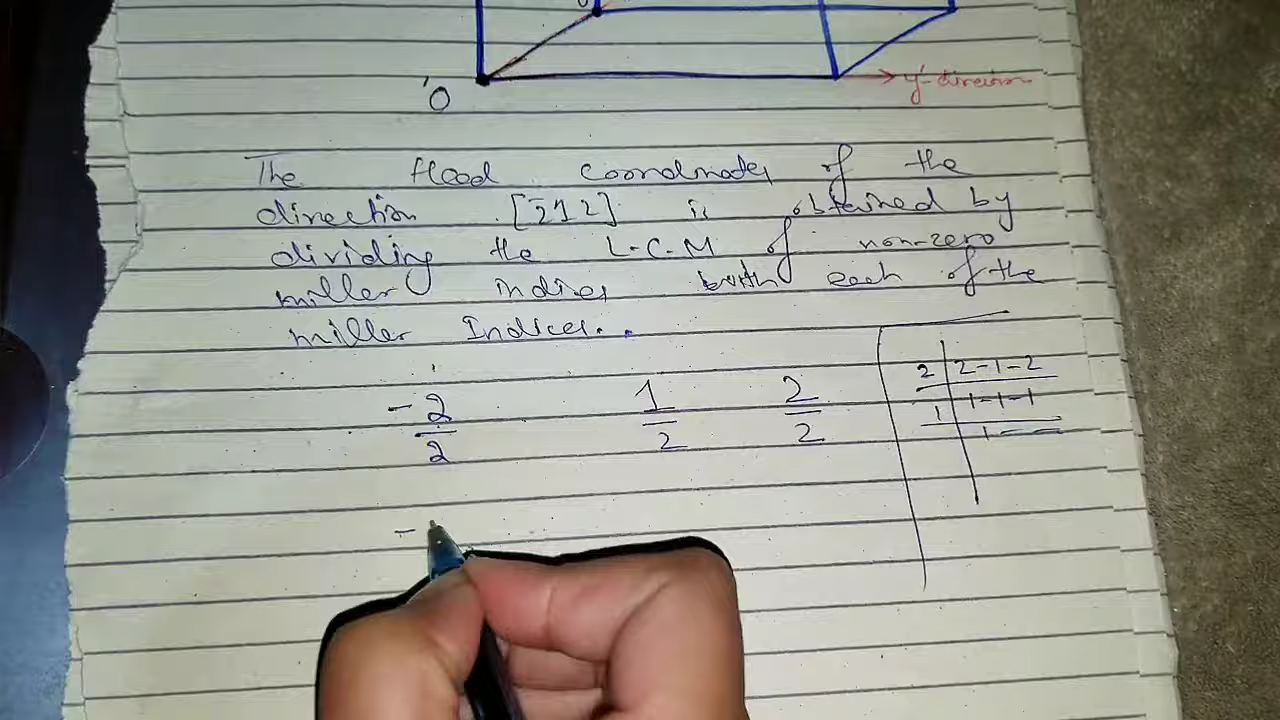 'O
y'-direction
The Head coordinates of the
direction [2̄12] is obtained by
dividing the L-C-M of non-zero
miller indices with each of the
miller Indices.
-2/2 1/2 2/2
2 | 2-1-2
1 | 1-1-1
1
-